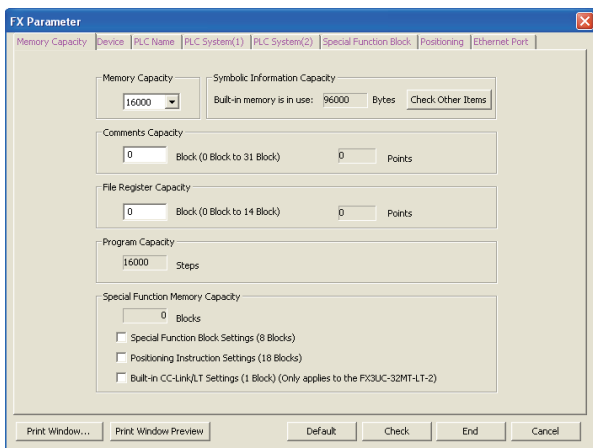 FX Parameter
Memory Capacity Device PLC Name PLC System(1) PLC System(2) Special Function Block Positioning Ethernet Port
Memory Capacity
16000
Symbolic Information Capacity
Built-in memory is in use: 96000 Bytes Check Other Items
Comments Capacity
0 Block (0 Block to 31 Block) 0 Points
File Register Capacity
0 Block (0 Block to 14 Block) 0 Points
Program Capacity
16000 Steps
Special Function Memory Capacity
0 Blocks
Special Function Block Settings (8 Blocks)
Positioning Instruction Settings (18 Blocks)
Built-in CC-Link/LT Settings (1 Block) (Only applies to the FX3UC-32MT-LT-2)
Print Window... Print Window Preview Default Check End Cancel